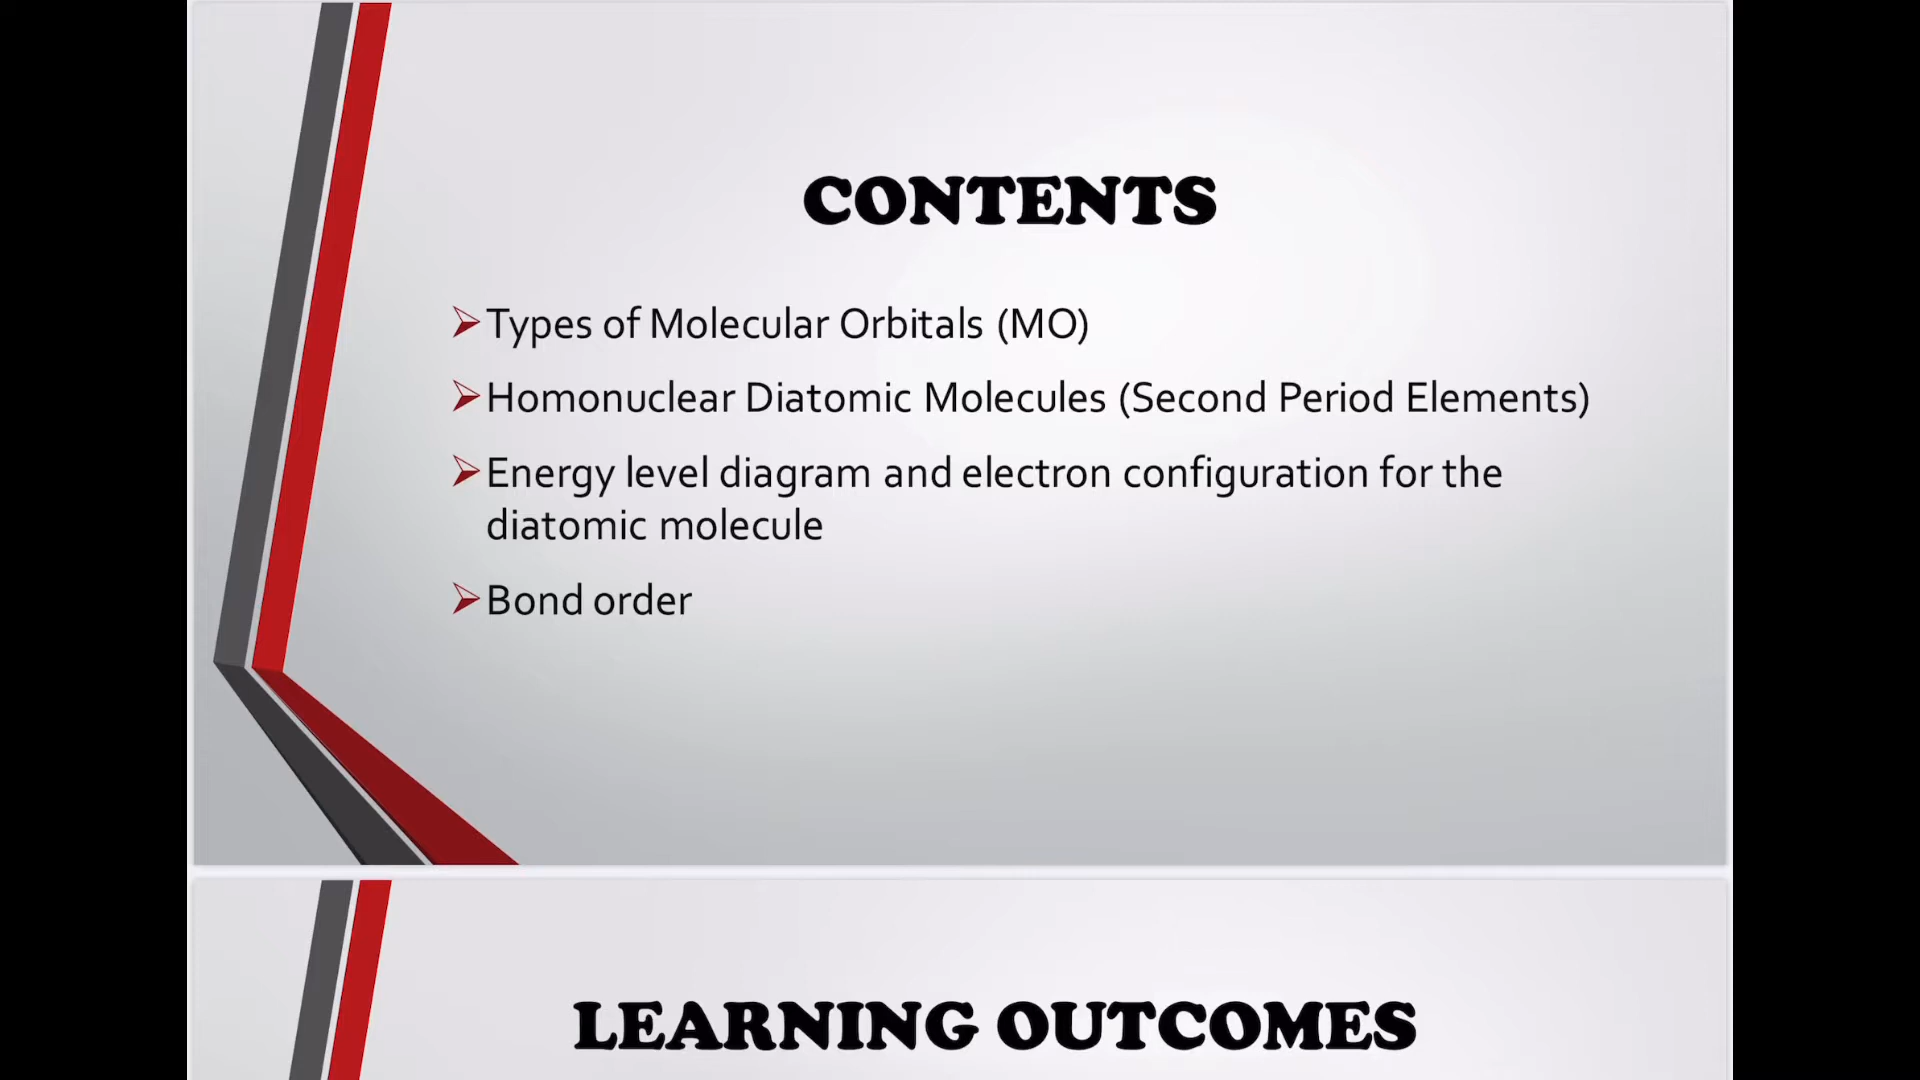 CONTENTS
Types of Molecular Orbitals (MO)
Homonuclear Diatomic Molecules (Second Period Elements)
Energy level diagram and electron configuration for the
diatomic molecule
Bond order
LEARNING OUTCOMES